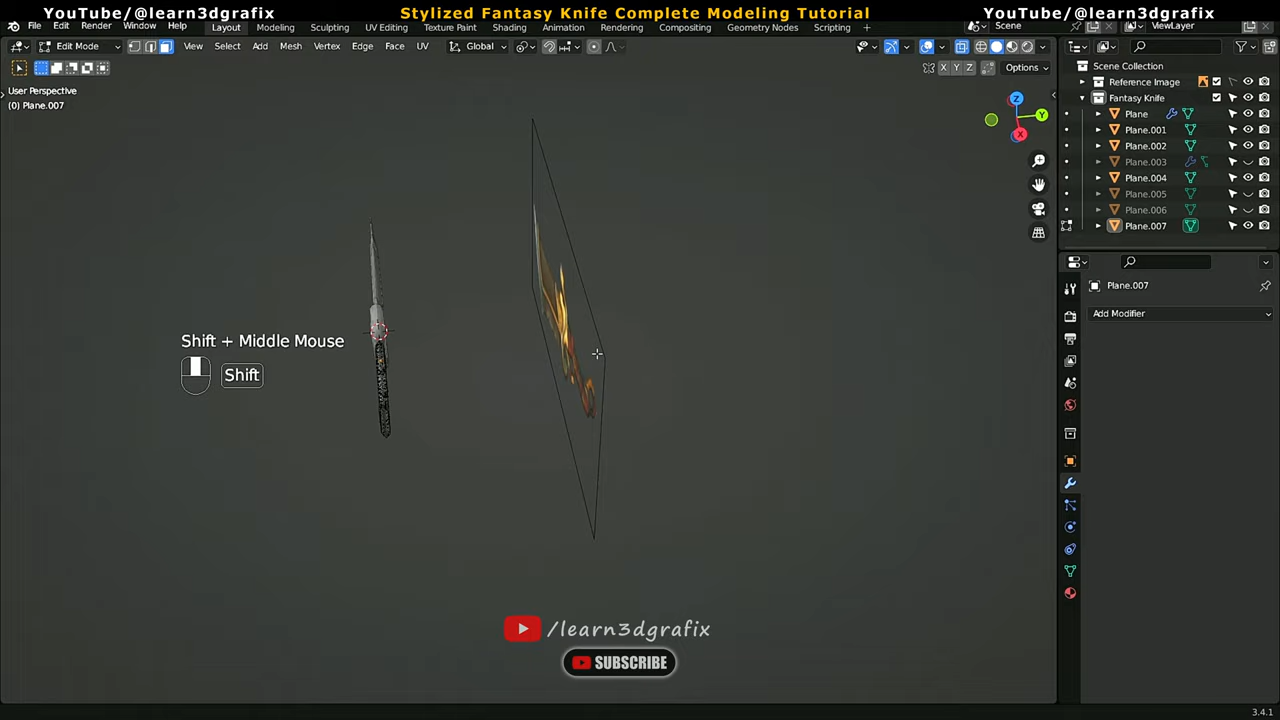 YouTube/@learn3dgrafix
Stylized Fantasy Knife Complete Modeling Tutorial
YouTube/@learn3dgrafix
File Edit Render Window Help
Layout Modeling Sculpting UV Editing Texture Paint Shading Animation Rendering Compositing Geometry Nodes Scripting +
Scene
ViewLayer
Edit Mode
View Select Add Mesh Vertex Edge Face UV
Global
X Y Z
Options
User Perspective
(0) Plane.007
Z
Y
X
Scene Collection
Reference Image
Fantasy Knife
Plane
Plane.001
Plane.002
Plane.003
Plane.004
Plane.005
Plane.006
Plane.007
Plane.007
Add Modifier
Shift + Middle Mouse
Shift
/learn3dgrafix
SUBSCRIBE
3.4.1